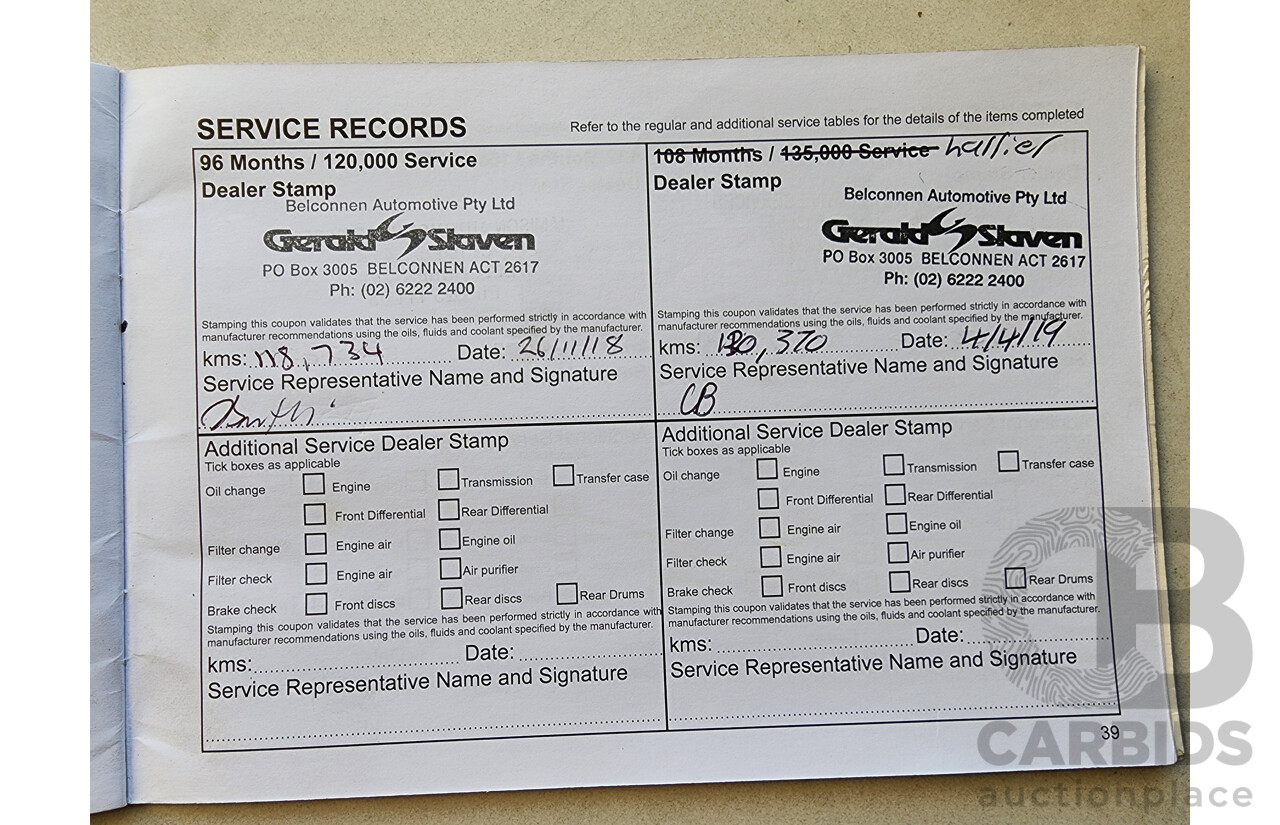 SERVICE RECORDS
Refer to the regular and additional service tables for the details of the items completed
96 Months / 120,000 Service
Dealer Stamp
Belconnen Automotive Pty Ltd
Gerald Slaven
PO Box 3005 BELCONNEN ACT 2617
Ph: (02) 6222 2400
Stamping this coupon validates that the service has been performed strictly in accordance with
manufacturer recommendations using the oils, fluids and coolant specified by the manufacturer.
kms: 118,734 Date: 26/11/18
Service Representative Name and Signature
108 Months / 135,000 Service
Dealer Stamp
Belconnen Automotive Pty Ltd
Gerald Slaven
PO Box 3005 BELCONNEN ACT 2617
Ph: (02) 6222 2400
Stamping this coupon validates that the service has been performed strictly in accordance with
manufacturer recommendations using the oils, fluids and coolant specified by the manufacturer.
kms: 130,370 Date: 4/4/19
Service Representative Name and Signature
CB
Additional Service Dealer Stamp
Tick boxes as applicable
Oil change Engine Transmission Transfer case
Front Differential Rear Differential
Filter change Engine air Engine oil
Filter check Engine air Air purifier
Brake check Front discs Rear discs Rear Drums
Stamping this coupon validates that the service has been performed strictly in accordance with
manufacturer recommendations using the oils, fluids and coolant specified by the manufacturer.
kms: Date:
Service Representative Name and Signature
Additional Service Dealer Stamp
Tick boxes as applicable
Oil change Engine Transmission Transfer case
Front Differential Rear Differential
Filter change Engine air Engine oil
Filter check Engine air Air purifier
Brake check Front discs Rear discs Rear Drums
Stamping this coupon validates that the service has been performed strictly in accordance with
manufacturer recommendations using the oils, fluids and coolant specified by the manufacturer.
kms: Date:
Service Representative Name and Signature
39
CB
CARBIDS
auctionplace